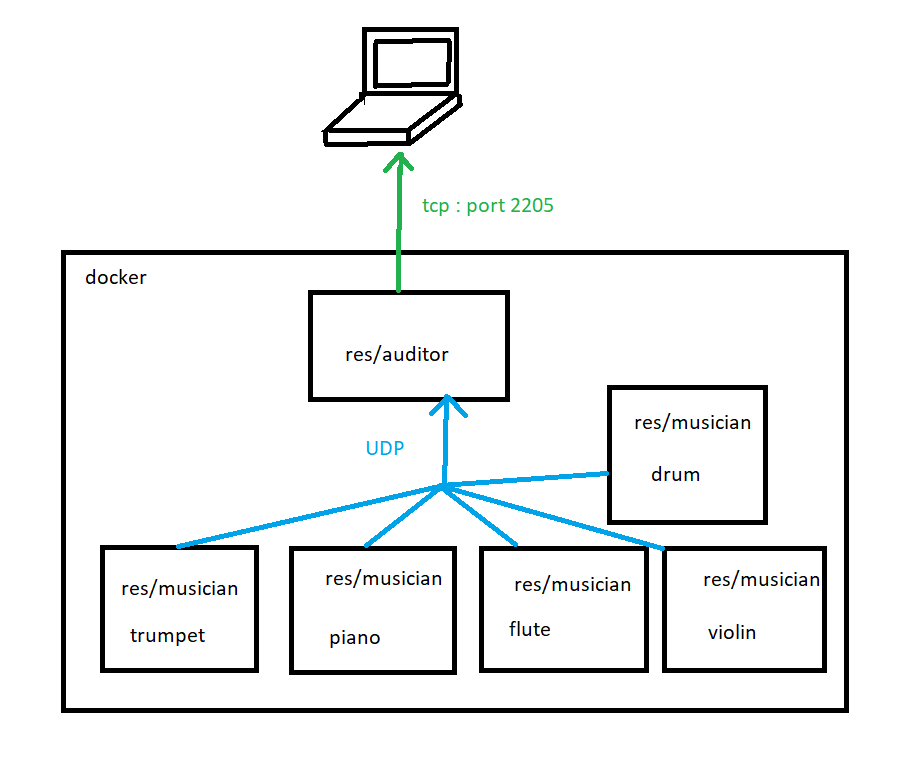 tcp : port 2205
docker
res/auditor
UDP
res/musician
drum
res/musician
trumpet
res/musician
piano
res/musician
flute
res/musician
violin